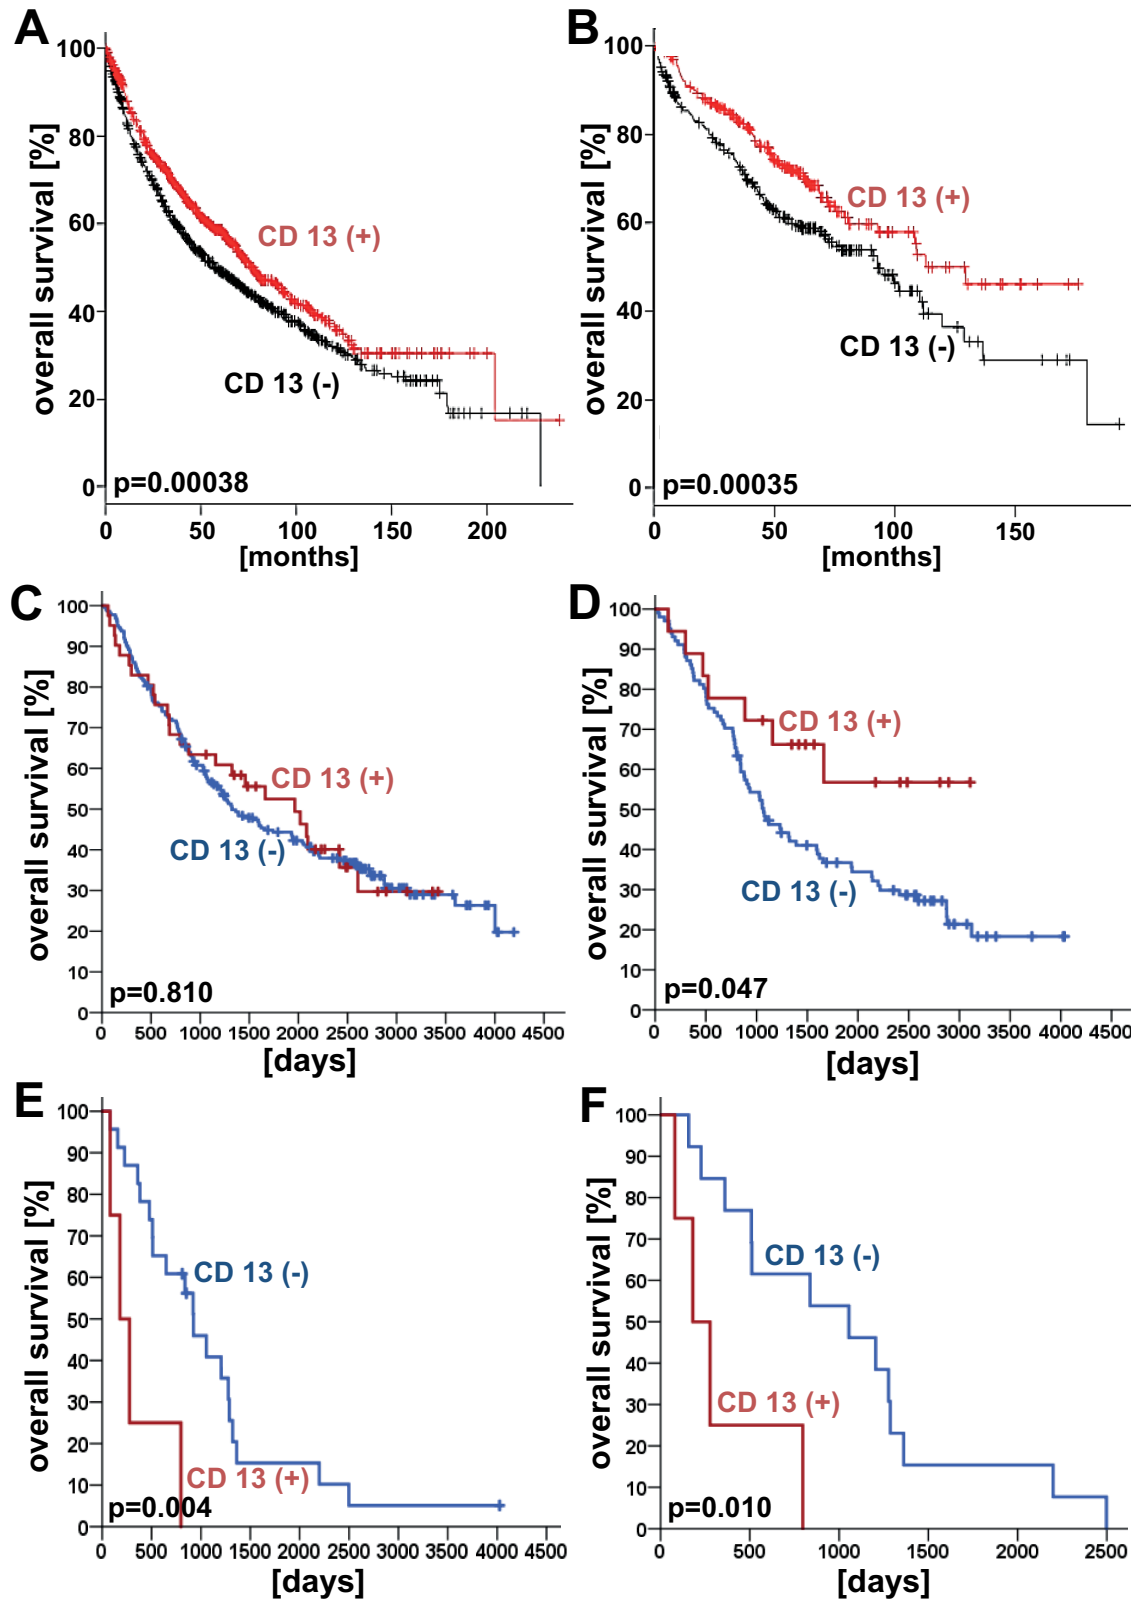 A
B
overall survival [%]
100
80
60
40
20
0
CD 13 (+)
CD 13 (-)
p=0.00038
0 50 100 150 200
[months]
overall survival [%]
100
80
60
40
20
0
CD 13 (+)
CD 13 (-)
p=0.00035
0 50 100 150
[months]
C
overall survival [%]
100
90
80
70
60
50
40
30
20
10
0
CD 13 (+)
CD 13 (-)
p=0.810
0 500 1000 1500 2000 2500 3000 3500 4000 4500
[days]
D
overall survival [%]
100
90
80
70
60
50
40
30
20
10
0
CD 13 (+)
CD 13 (-)
p=0.047
0 500 1000 1500 2000 2500 3000 3500 4000 4500
[days]
E
overall survival [%]
100
90
80
70
60
50
40
30
20
10
0
CD 13 (-)
CD 13 (+)
p=0.004
0 500 1000 1500 2000 2500 3000 3500 4000 4500
[days]
F
overall survival [%]
100
90
80
70
60
50
40
30
20
10
0
CD 13 (-)
CD 13 (+)
p=0.010
0 500 1000 1500 2000 2500
[days]